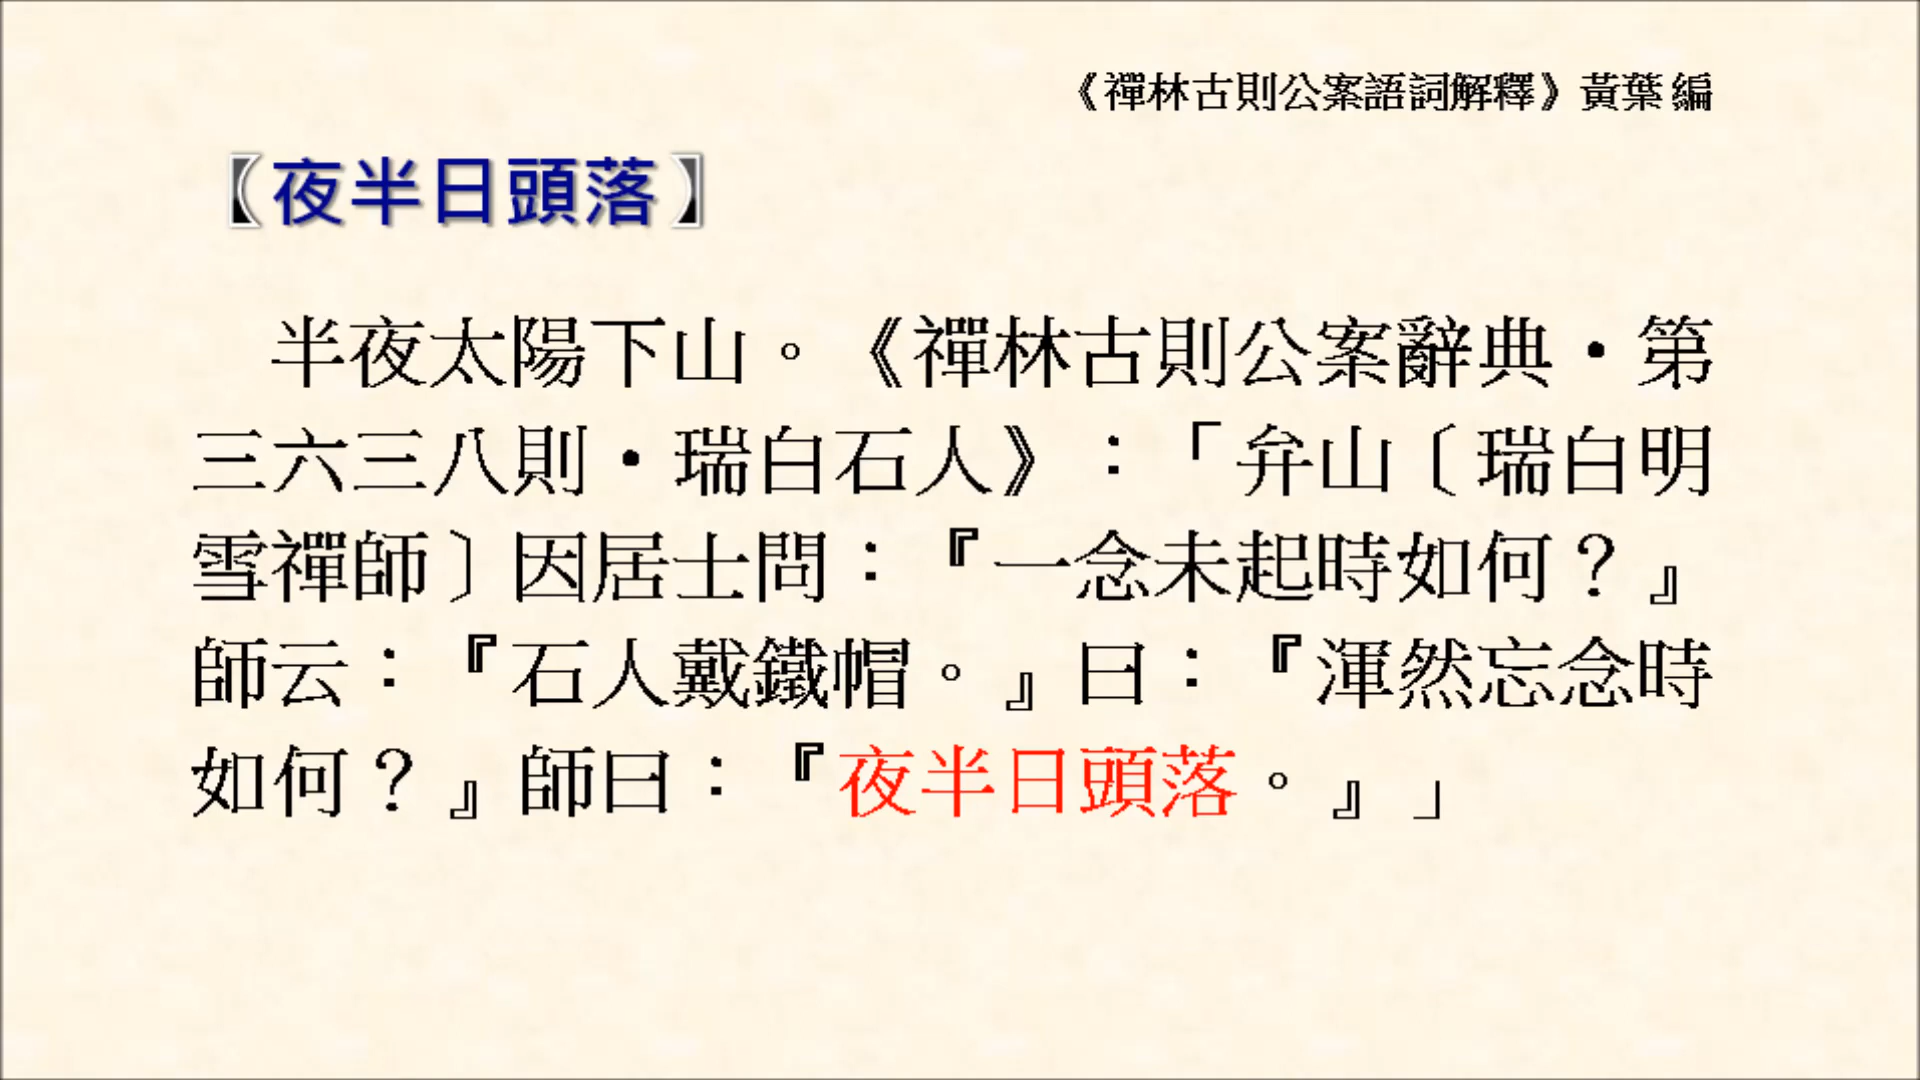 《禪林古則公案語詞解釋》黃葉 編
〖夜半日頭落〗
半夜太陽下山。《禪林古則公案辭典・第
三六三八則・瑞白石人》：「弁山〔瑞白明
雪禪師〕因居士問：『一念未起時如何？』
師云：『石人戴鐵帽。』曰：『渾然忘念時
如何？』師曰：『夜半日頭落。』」